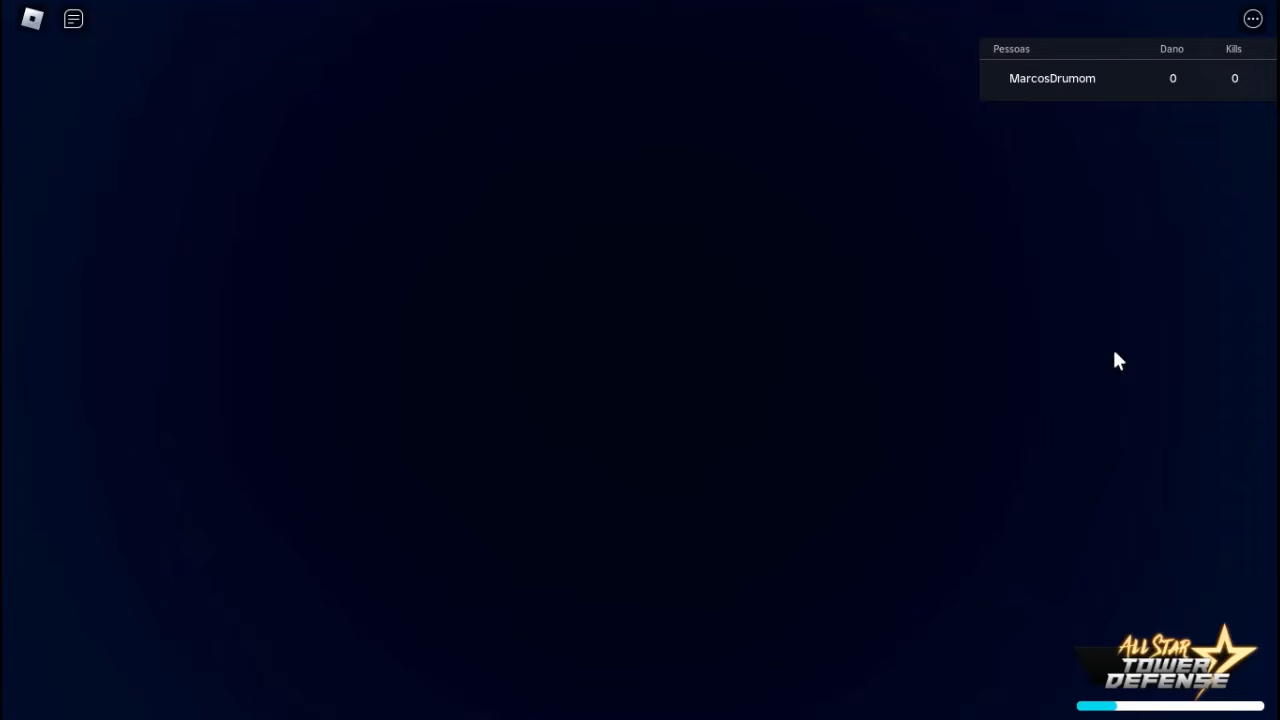 Pessoas Dano Kills
MarcosDrumom 0 0
ALL STAR
TOWER
DEFENSE